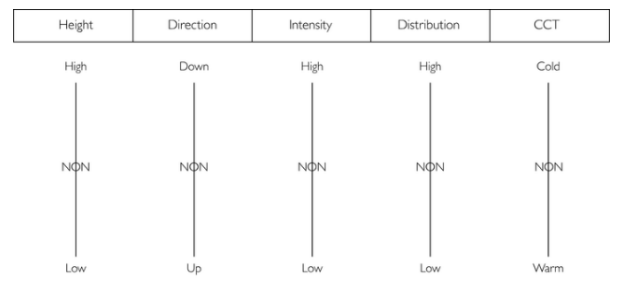 Height Direction Intensity Distribution CCT
High Down High High Cold
NON NON NON NON NON
Low Up Low Low Warm